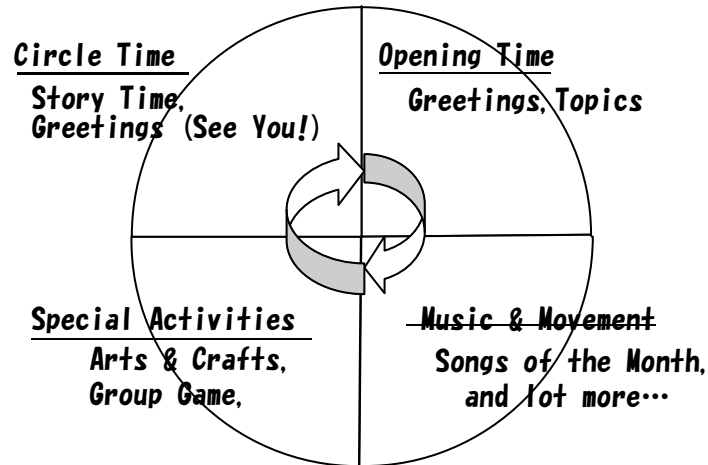 Circle Time
Story Time,
Greetings (See You!)
Opening Time
Greetings, Topics
Special Activities
Arts & Crafts,
Group Game,
Music & Movement
Songs of the Month,
and lot more…